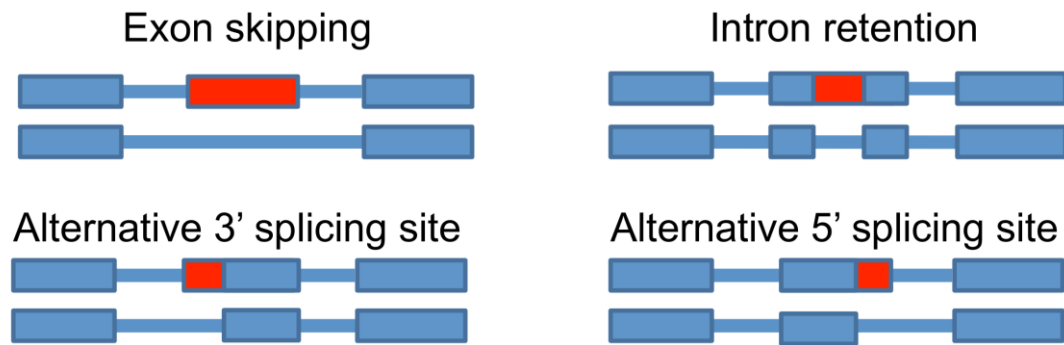 Exon skipping
Intron retention
Alternative 3’ splicing site
Alternative 5’ splicing site